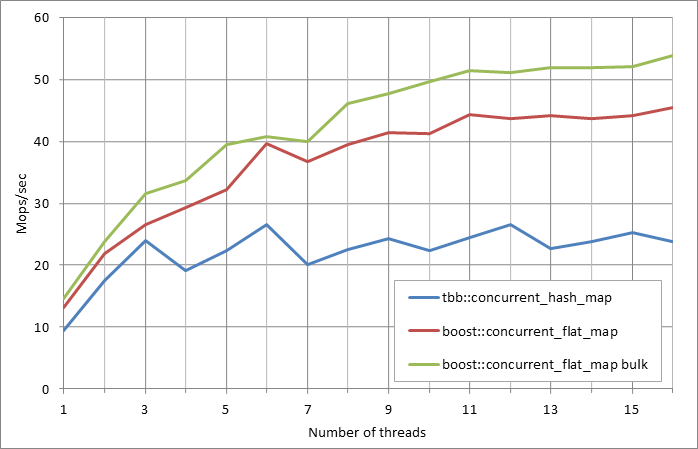 60
50
40
30
20
10
0
Mops/sec
tbb::concurrent_hash_map
boost::concurrent_flat_map
boost::concurrent_flat_map bulk
1 3 5 7 9 11 13 15
Number of threads